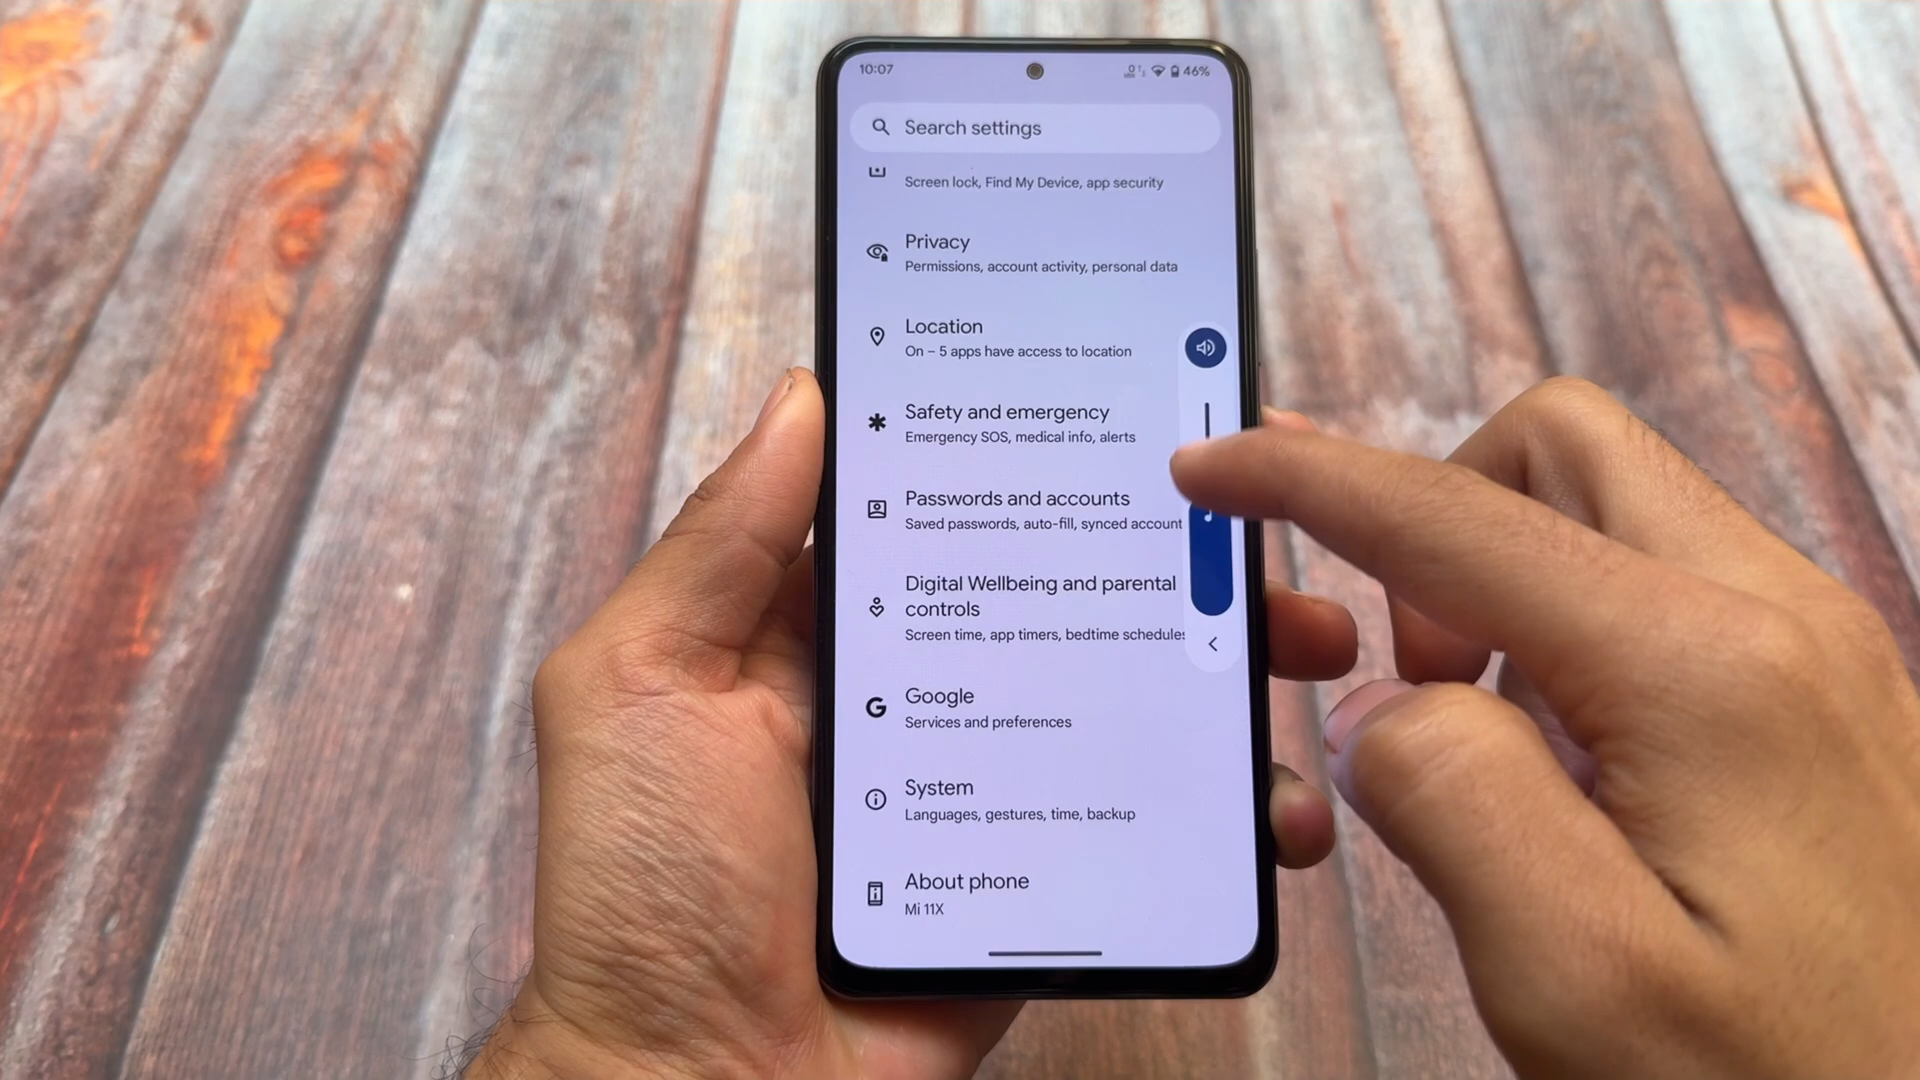 10:07
46%
Search settings
Screen lock, Find My Device, app security
Privacy
Permissions, account activity, personal data
Location
On – 5 apps have access to location
Safety and emergency
Emergency SOS, medical info, alerts
Passwords and accounts
Saved passwords, auto-fill, synced account
Digital Wellbeing and parental
controls
Screen time, app timers, bedtime schedules
Google
Services and preferences
System
Languages, gestures, time, backup
About phone
Mi 11X